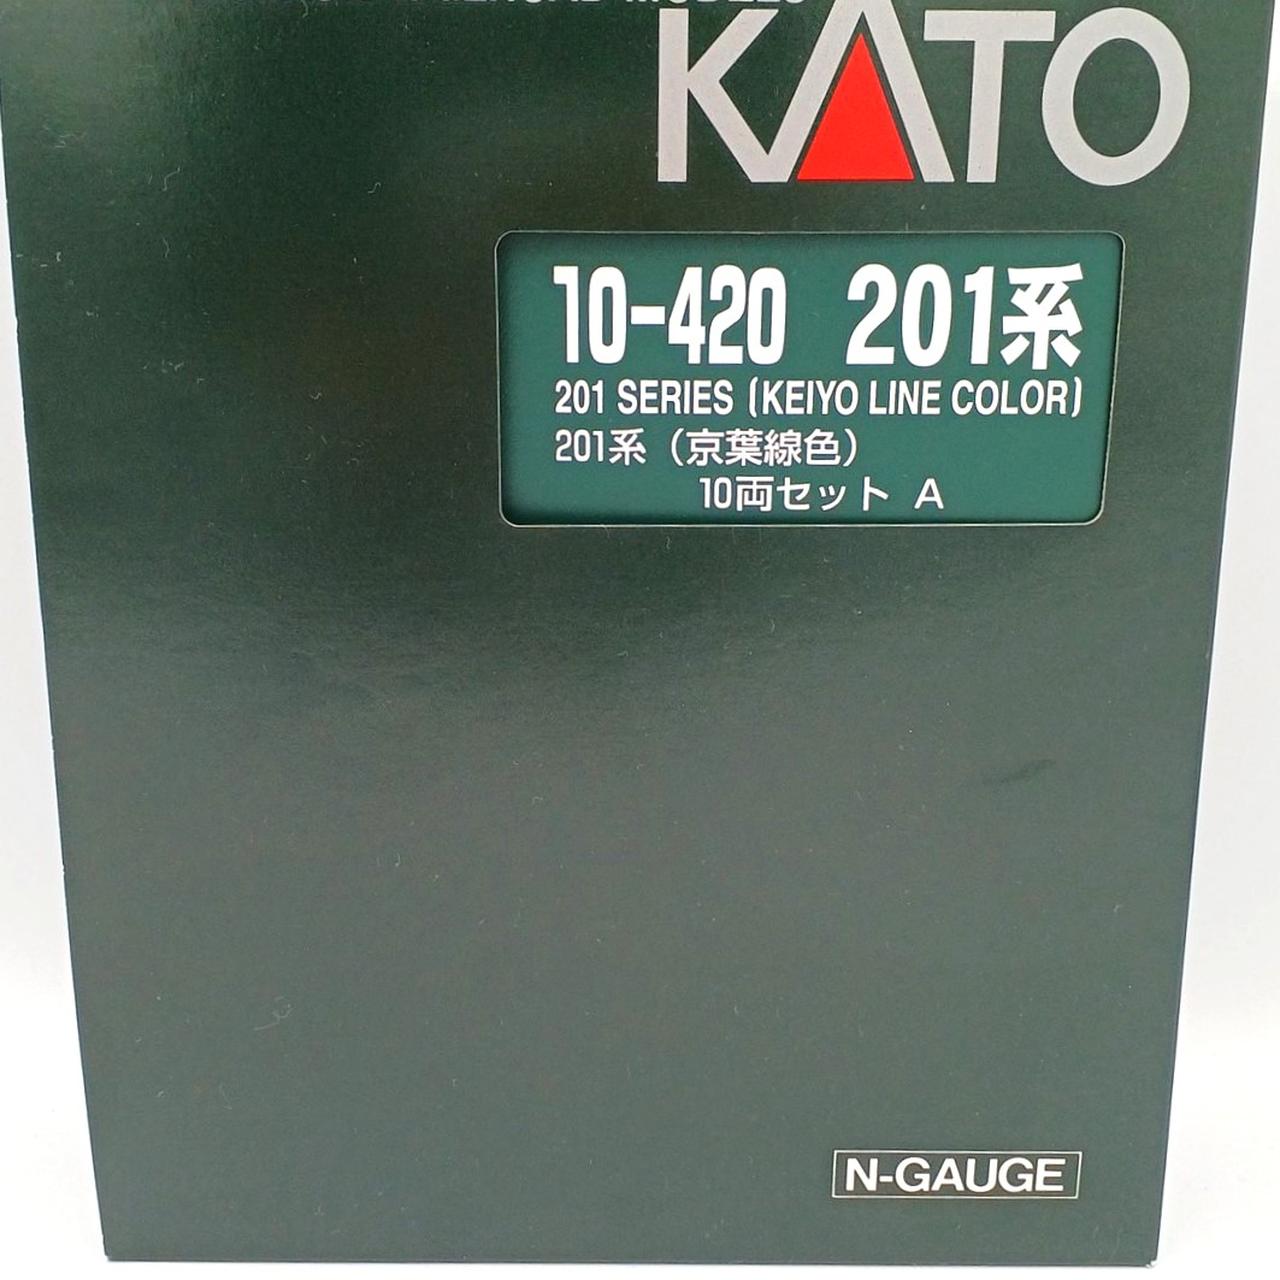 KATO
10-420 201系
201 SERIES (KEIYO LINE COLOR)
201系（京葉線色）
10両セット A
N-GAUGE